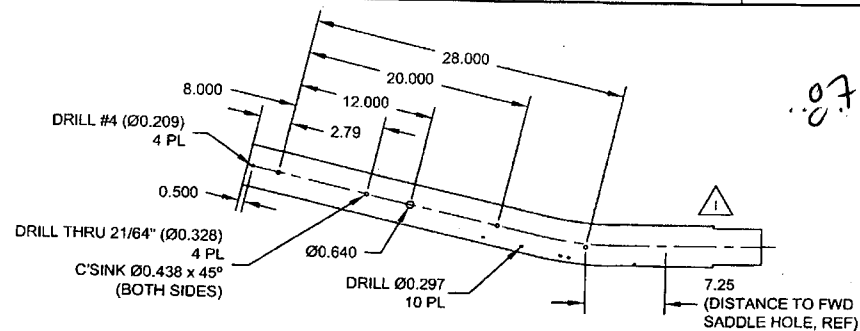 28.000
20.000
8.000
12.000
2.79
DRILL #4 (Ø0.209)
4 PL
0.500
DRILL THRU 21/64" (Ø0.328)
4 PL
C'SINK Ø0.438 x 45°
(BOTH SIDES)
Ø0.640
DRILL Ø0.297
10 PL
1
7.25
(DISTANCE TO FWD
SADDLE HOLE, REF)